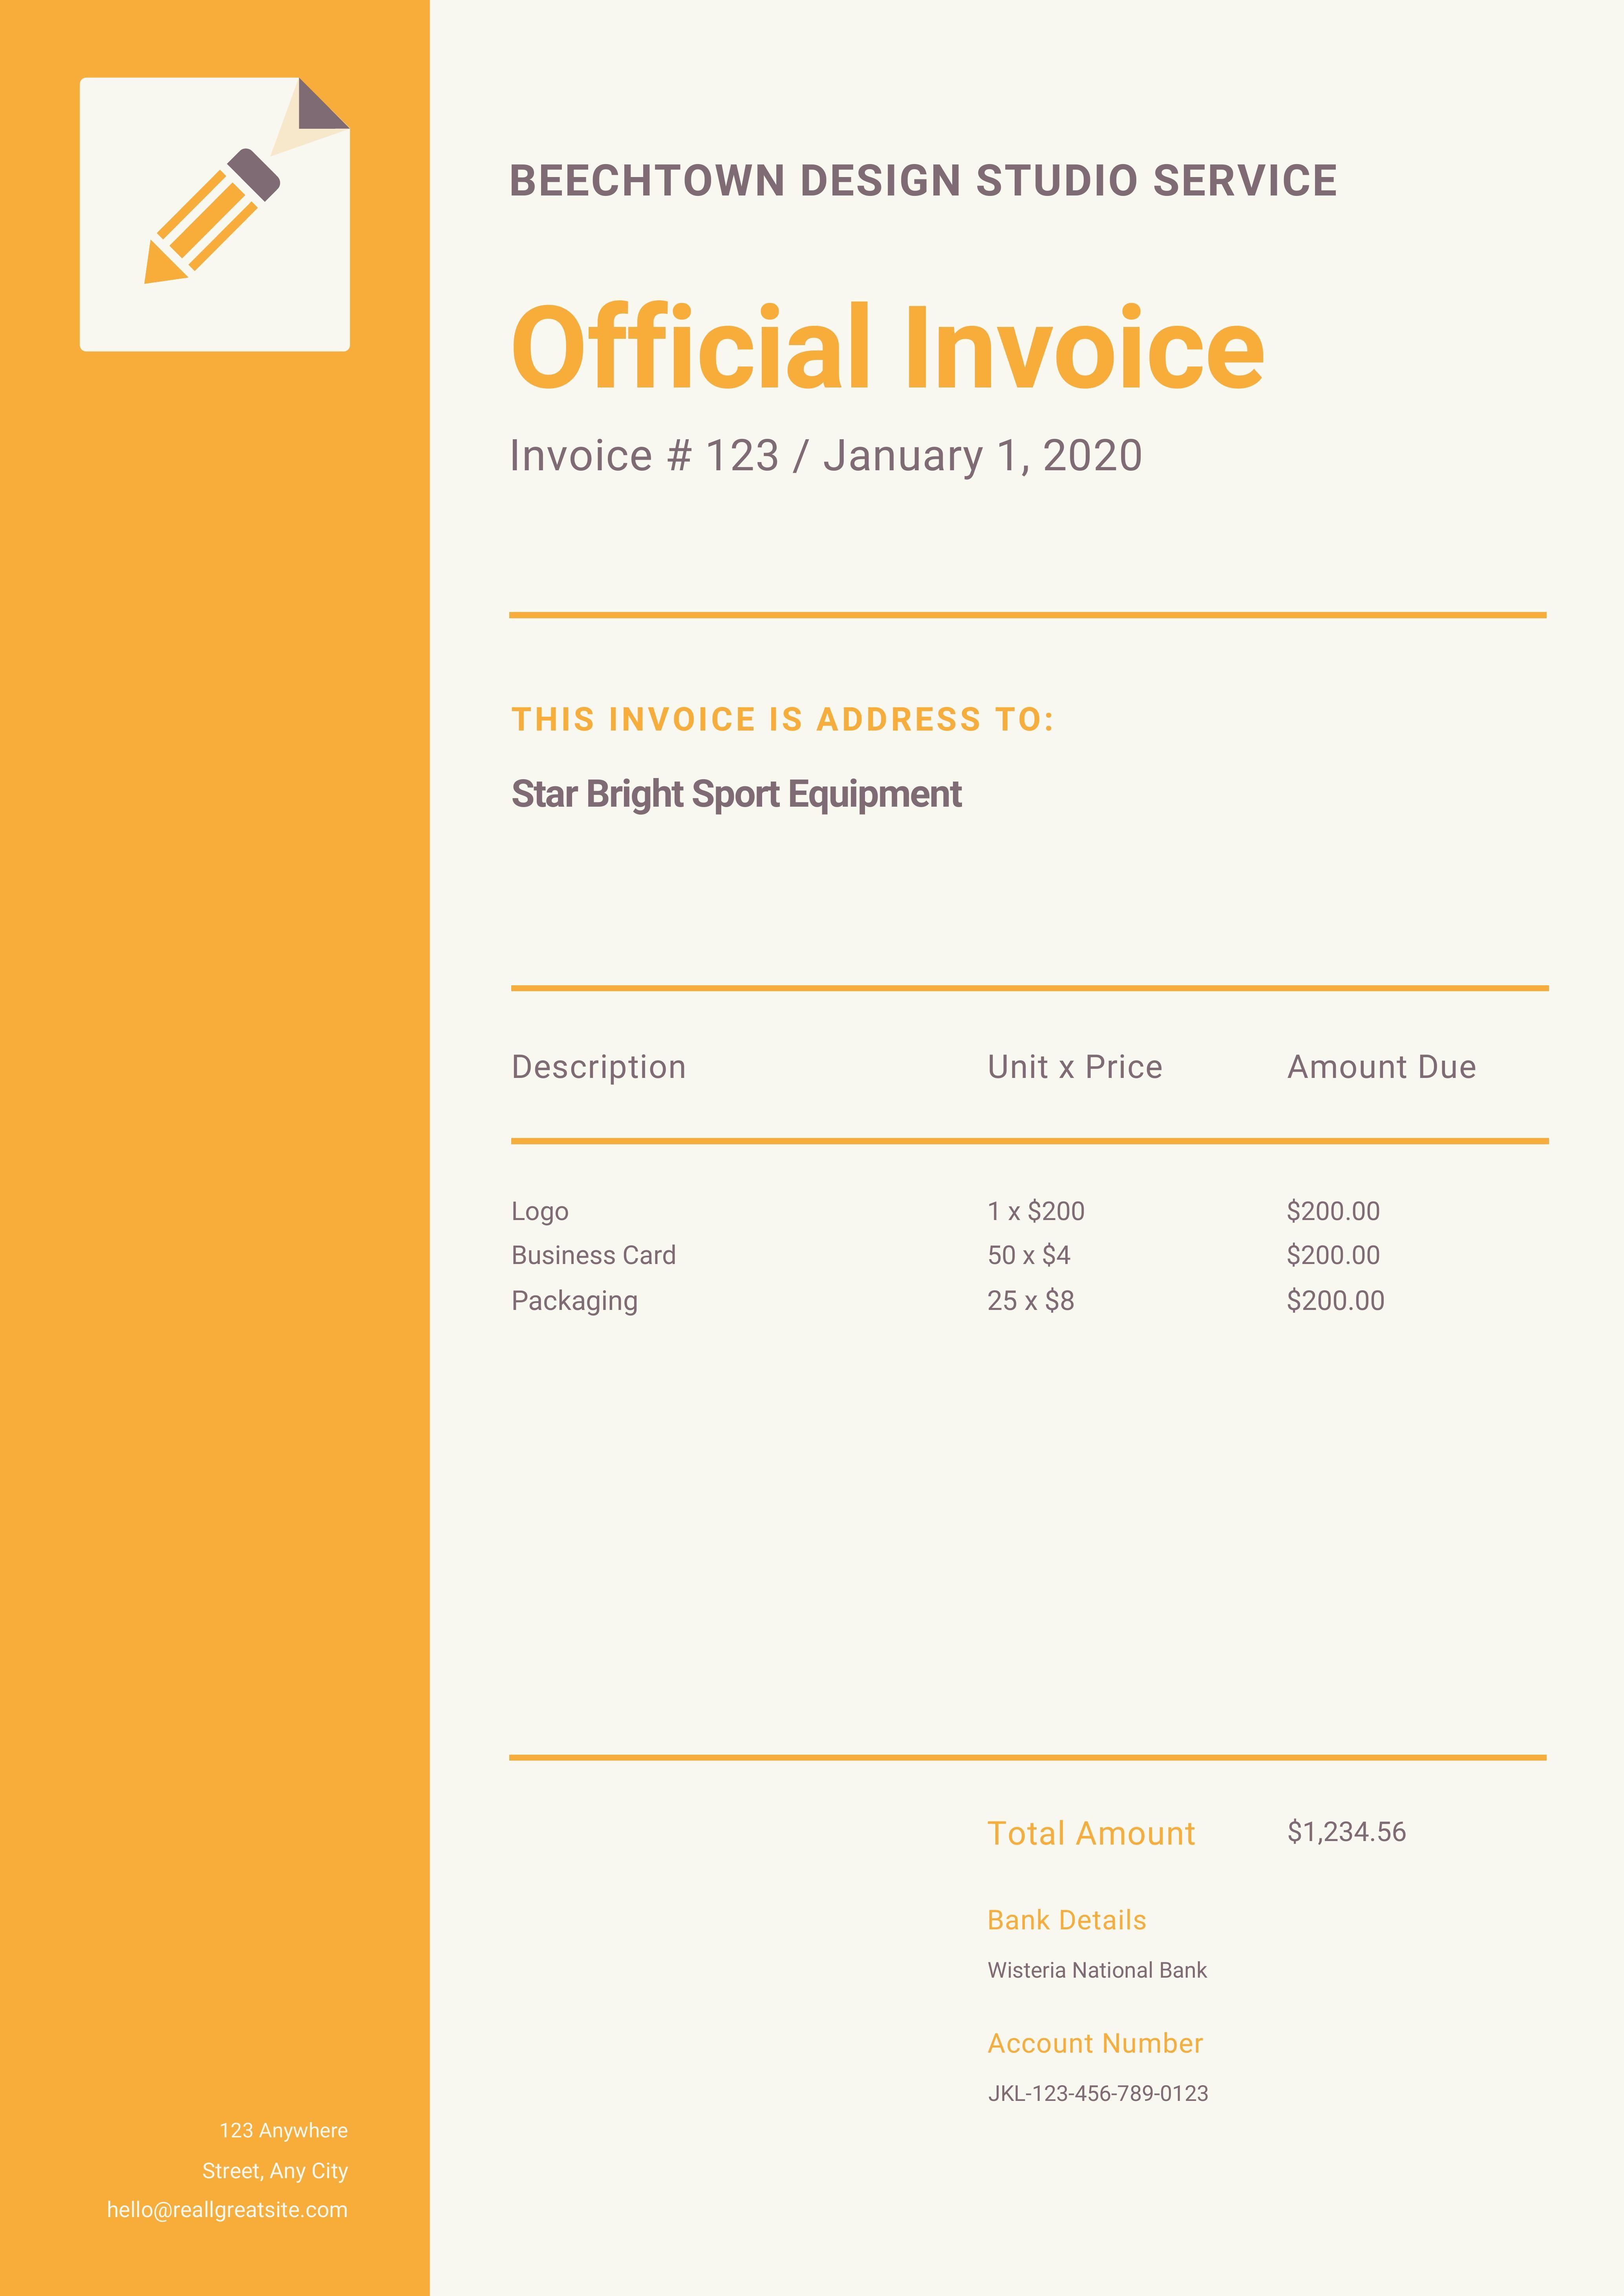 BEECHTOWN DESIGN STUDIO SERVICE
Official Invoice
Invoice # 123 / January 1, 2020
THIS INVOICE IS ADDRESS TO:
Star Bright Sport Equipment
Description Unit x Price Amount Due
Logo 1 x $200 $200.00
Business Card 50 x $4 $200.00
Packaging 25 x $8 $200.00
Total Amount $1,234.56
Bank Details
Wisteria National Bank
Account Number
JKL-123-456-789-0123
123 Anywhere
Street, Any City
hello@reallgreatsite.com